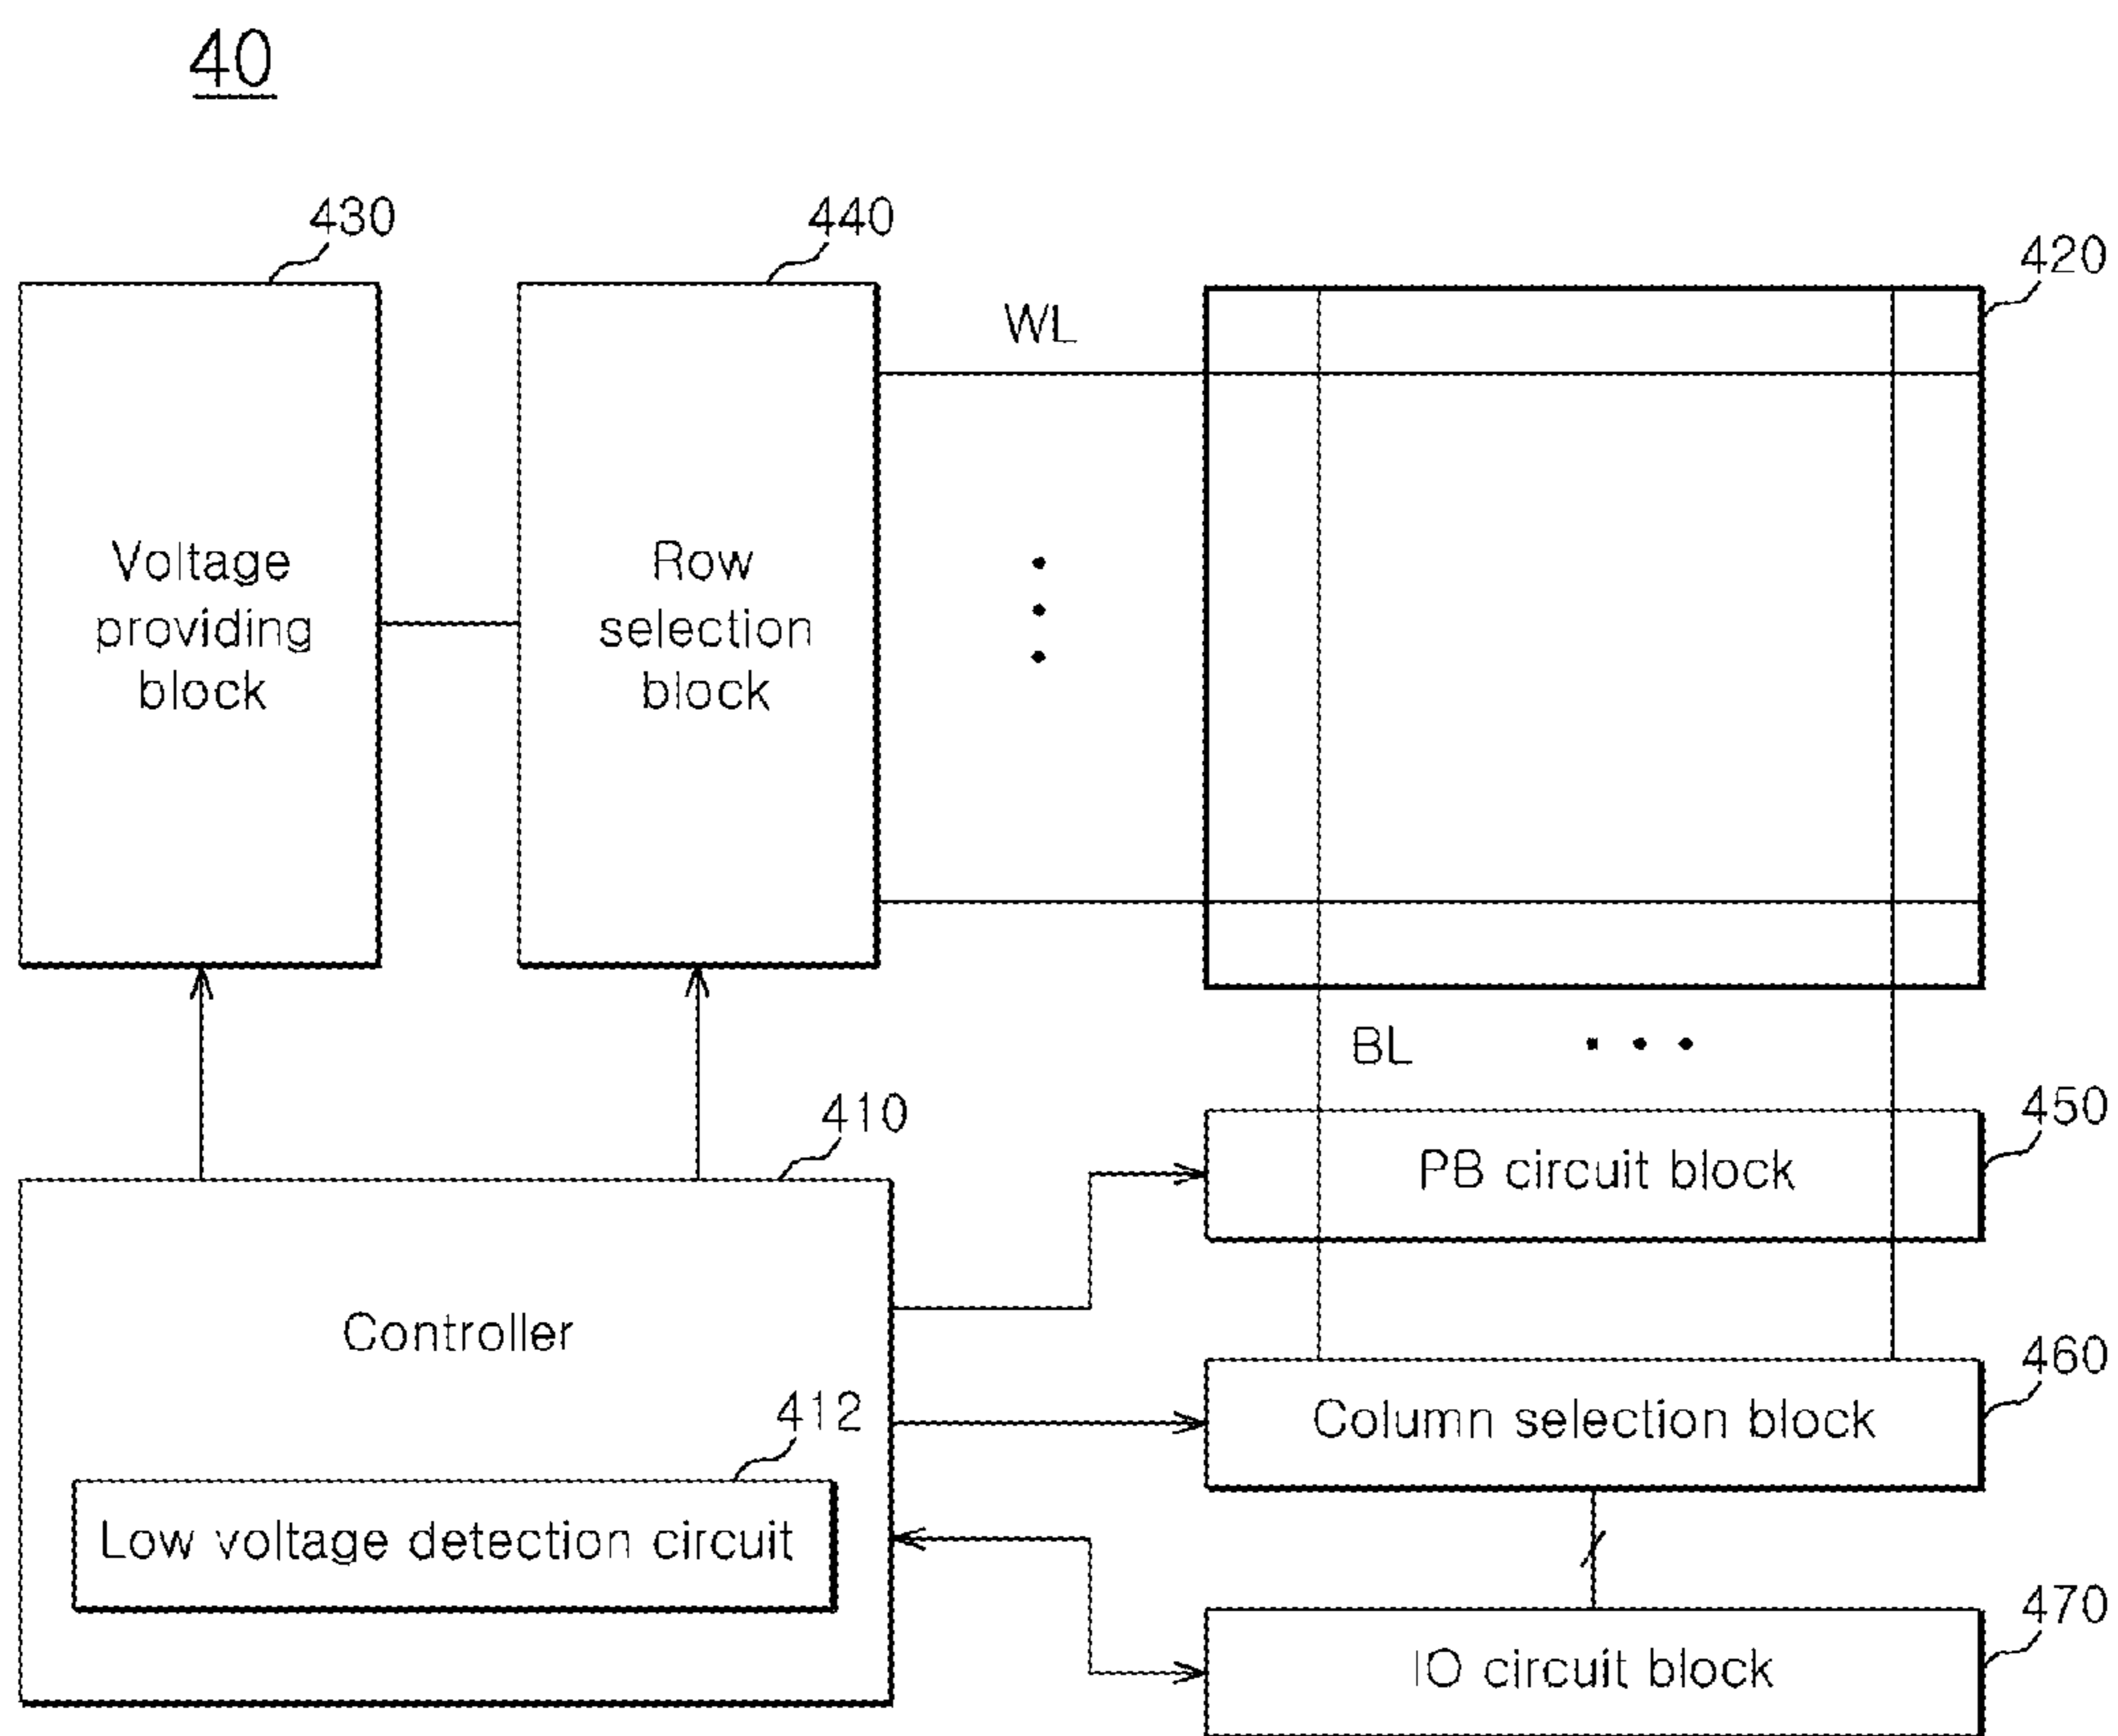 40
430
440
420
WL
Voltage
providing
block
Row
selection
block
BL
410
450
PB circuit block
Controller
460
412
Column selection block
Low voltage detection circuit
470
IO circuit block